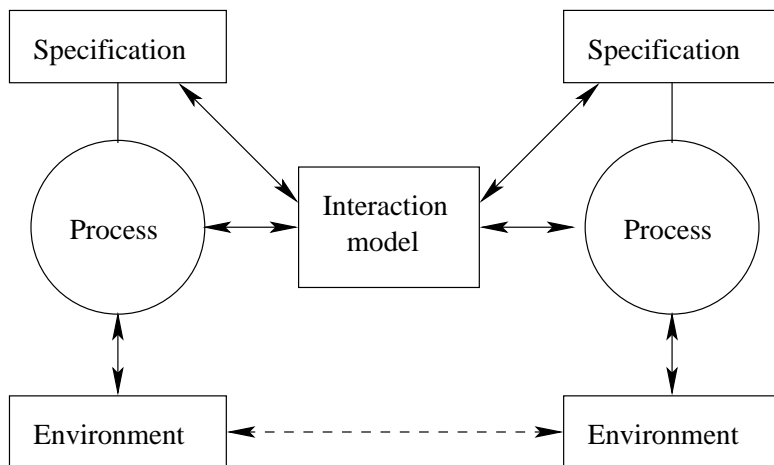 Specification
Specification
Interaction
model
Process
Process
Environment
Environment